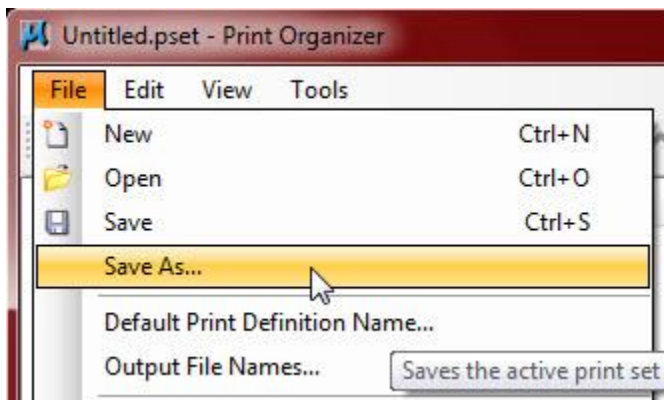 Untitled.pset - Print Organizer
File Edit View Tools
New Ctrl+N
Open Ctrl+O
Save Ctrl+S
Save As...
Default Print Definition Name...
Output File Names...
Saves the active print set